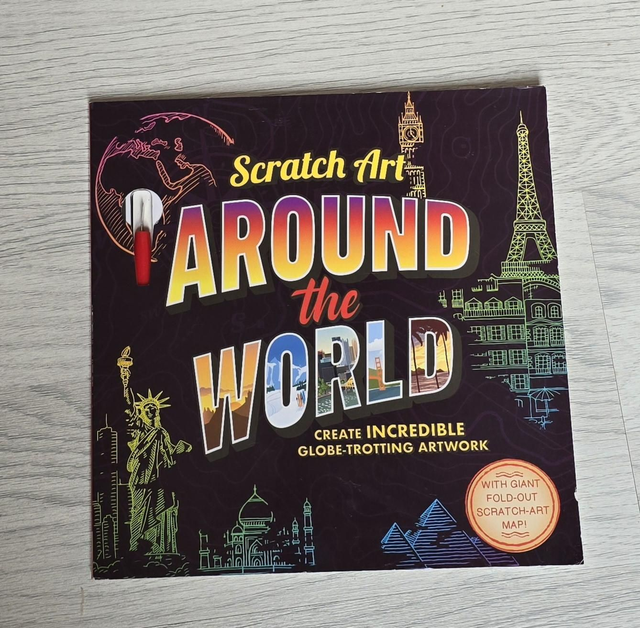 Scratch Art
AROUND
the
WORLD
CREATE INCREDIBLE
GLOBE-TROTTING ARTWORK
WITH GIANT
FOLD-OUT
SCRATCH-ART
MAP!